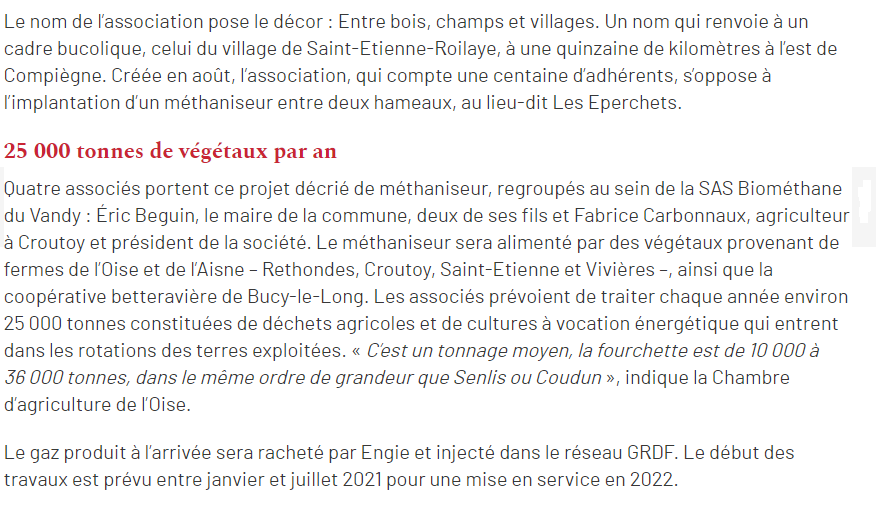 Le nom de l’association pose le décor : Entre bois, champs et villages. Un nom qui renvoie à un
cadre bucolique, celui du village de Saint-Etienne-Roilaye, à une quinzaine de kilomètres à l’est de
Compiègne. Créée en août, l’association, qui compte une centaine d’adhérents, s’oppose à
l’implantation d’un méthaniseur entre deux hameaux, au lieu-dit Les Eperchets.
25 000 tonnes de végétaux par an
Quatre associés portent ce projet décrié de méthaniseur, regroupés au sein de la SAS Biométhane
du Vandy : Éric Beguin, le maire de la commune, deux de ses fils et Fabrice Carbonnaux, agriculteur
à Croutoy et président de la société. Le méthaniseur sera alimenté par des végétaux provenant de
fermes de l’Oise et de l’Aisne – Rethondes, Croutoy, Saint-Etienne et Vivières –, ainsi que la
coopérative betteravière de Bucy-le-Long. Les associés prévoient de traiter chaque année environ
25 000 tonnes constituées de déchets agricoles et de cultures à vocation énergétique qui entrent
dans les rotations des terres exploitées. « C’est un tonnage moyen, la fourchette est de 10 000 à
36 000 tonnes, dans le même ordre de grandeur que Senlis ou Coudun », indique la Chambre
d’agriculture de l’Oise.
Le gaz produit à l’arrivée sera racheté par Engie et injecté dans le réseau GRDF. Le début des
travaux est prévu entre janvier et juillet 2021 pour une mise en service en 2022.